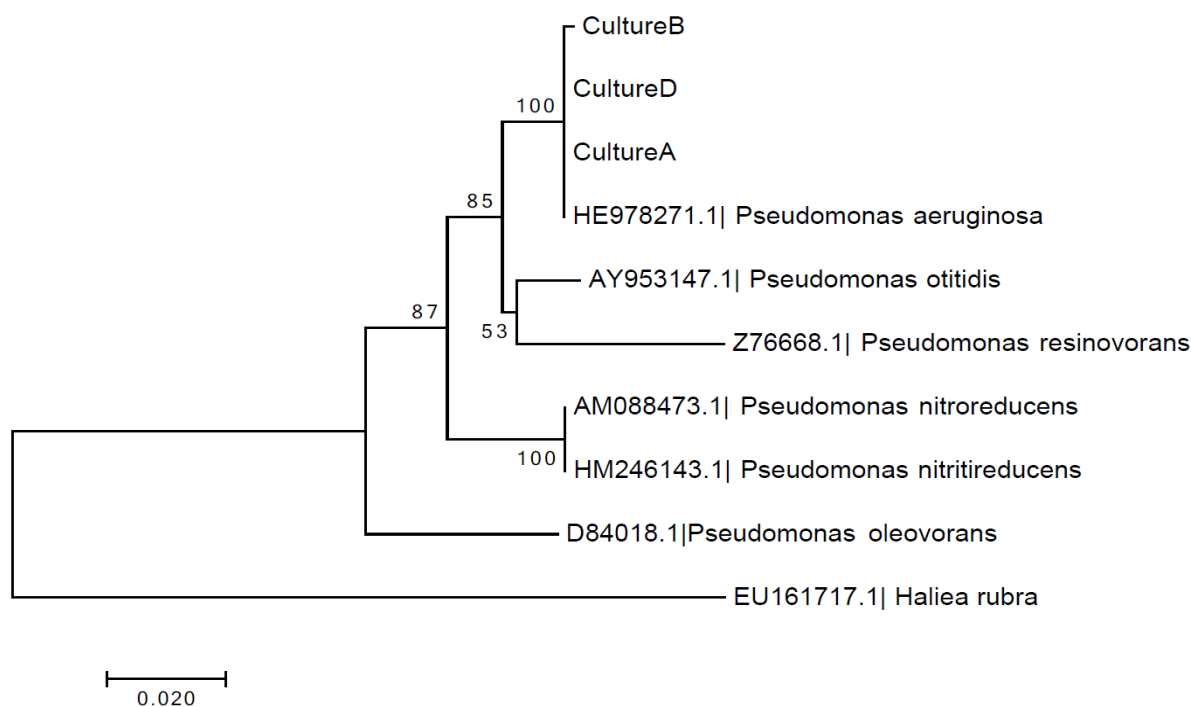 CultureB
CultureD
100
CultureA
85
HE978271.1| Pseudomonas aeruginosa
AY953147.1| Pseudomonas otitidis
87
53
Z76668.1| Pseudomonas resinovorans
AM088473.1| Pseudomonas nitroreducens
100
HM246143.1| Pseudomonas nitritireducens
D84018.1|Pseudomonas oleovorans
EU161717.1| Haliea rubra
0.020